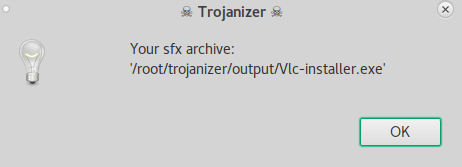 ☠ Trojanizer ☠
Your sfx archive:
'/root/trojanizer/output/Vlc-installer.exe'
OK